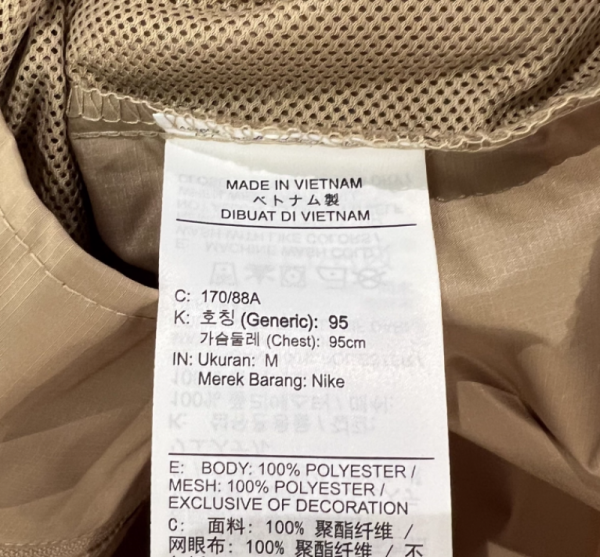 MADE IN VIETNAM
ベトナム製
DIBUAT DI VIETNAM
C: 170/88A
K: 호칭 (Generic): 95
가슴둘레 (Chest): 95cm
IN: Ukuran: M
Merek Barang: Nike
E: BODY: 100% POLYESTER /
MESH: 100% POLYESTER /
EXCLUSIVE OF DECORATION
C: 面料: 100% 聚酯纤维 /
网眼布: 100% 聚酯纤维 / 不